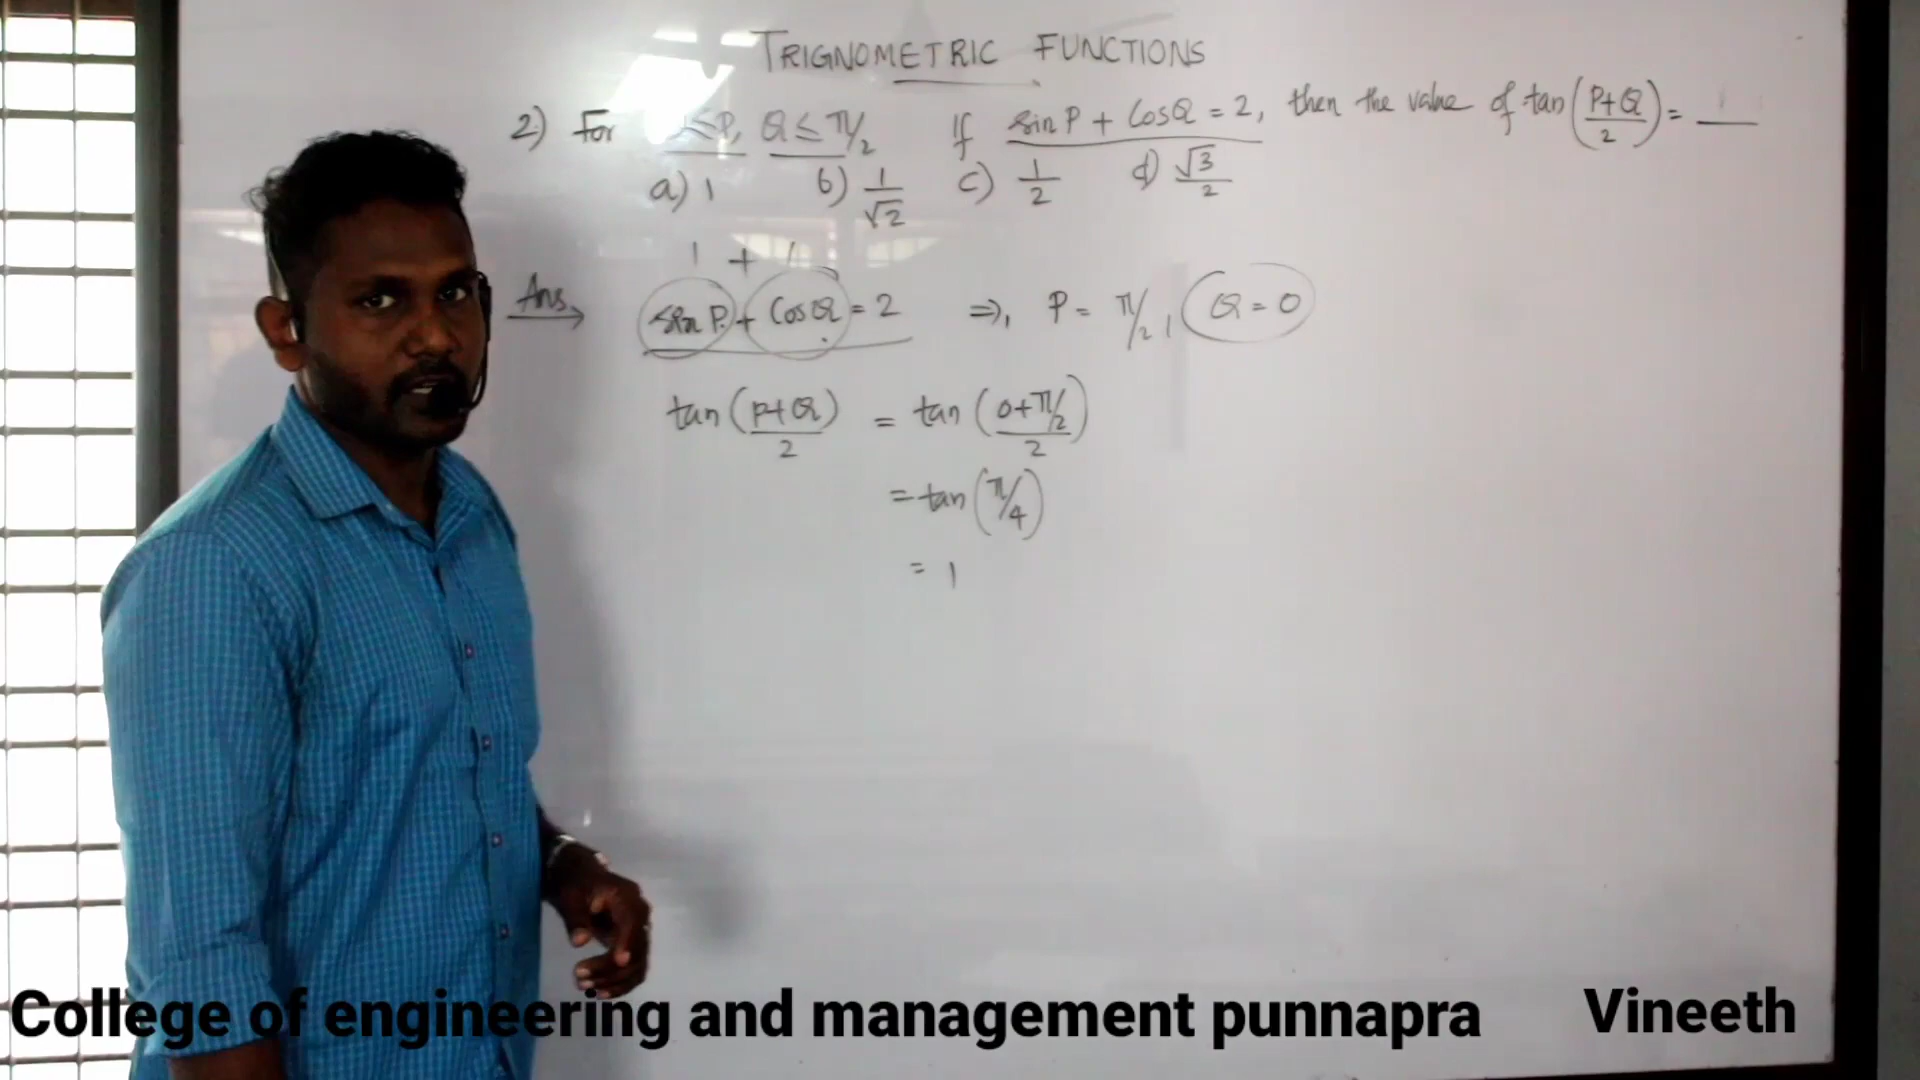 TRIGNOMETRIC FUNCTIONS
2) For ≤P, Q ≤ π/2 If sin P + Cos Q = 2, then the value of tan (P+Q/2) = 1
a) 1 b) 1/√2 c) 1/2 d) √3/2
1 + 1
Ans, → sin P. + Cos Q = 2 ⇒, P = π/2, Q = 0
tan (P+Q/2) = tan (0+π/2/2)
= tan (π/4)
= 1
College of engineering and management punnapra Vineeth